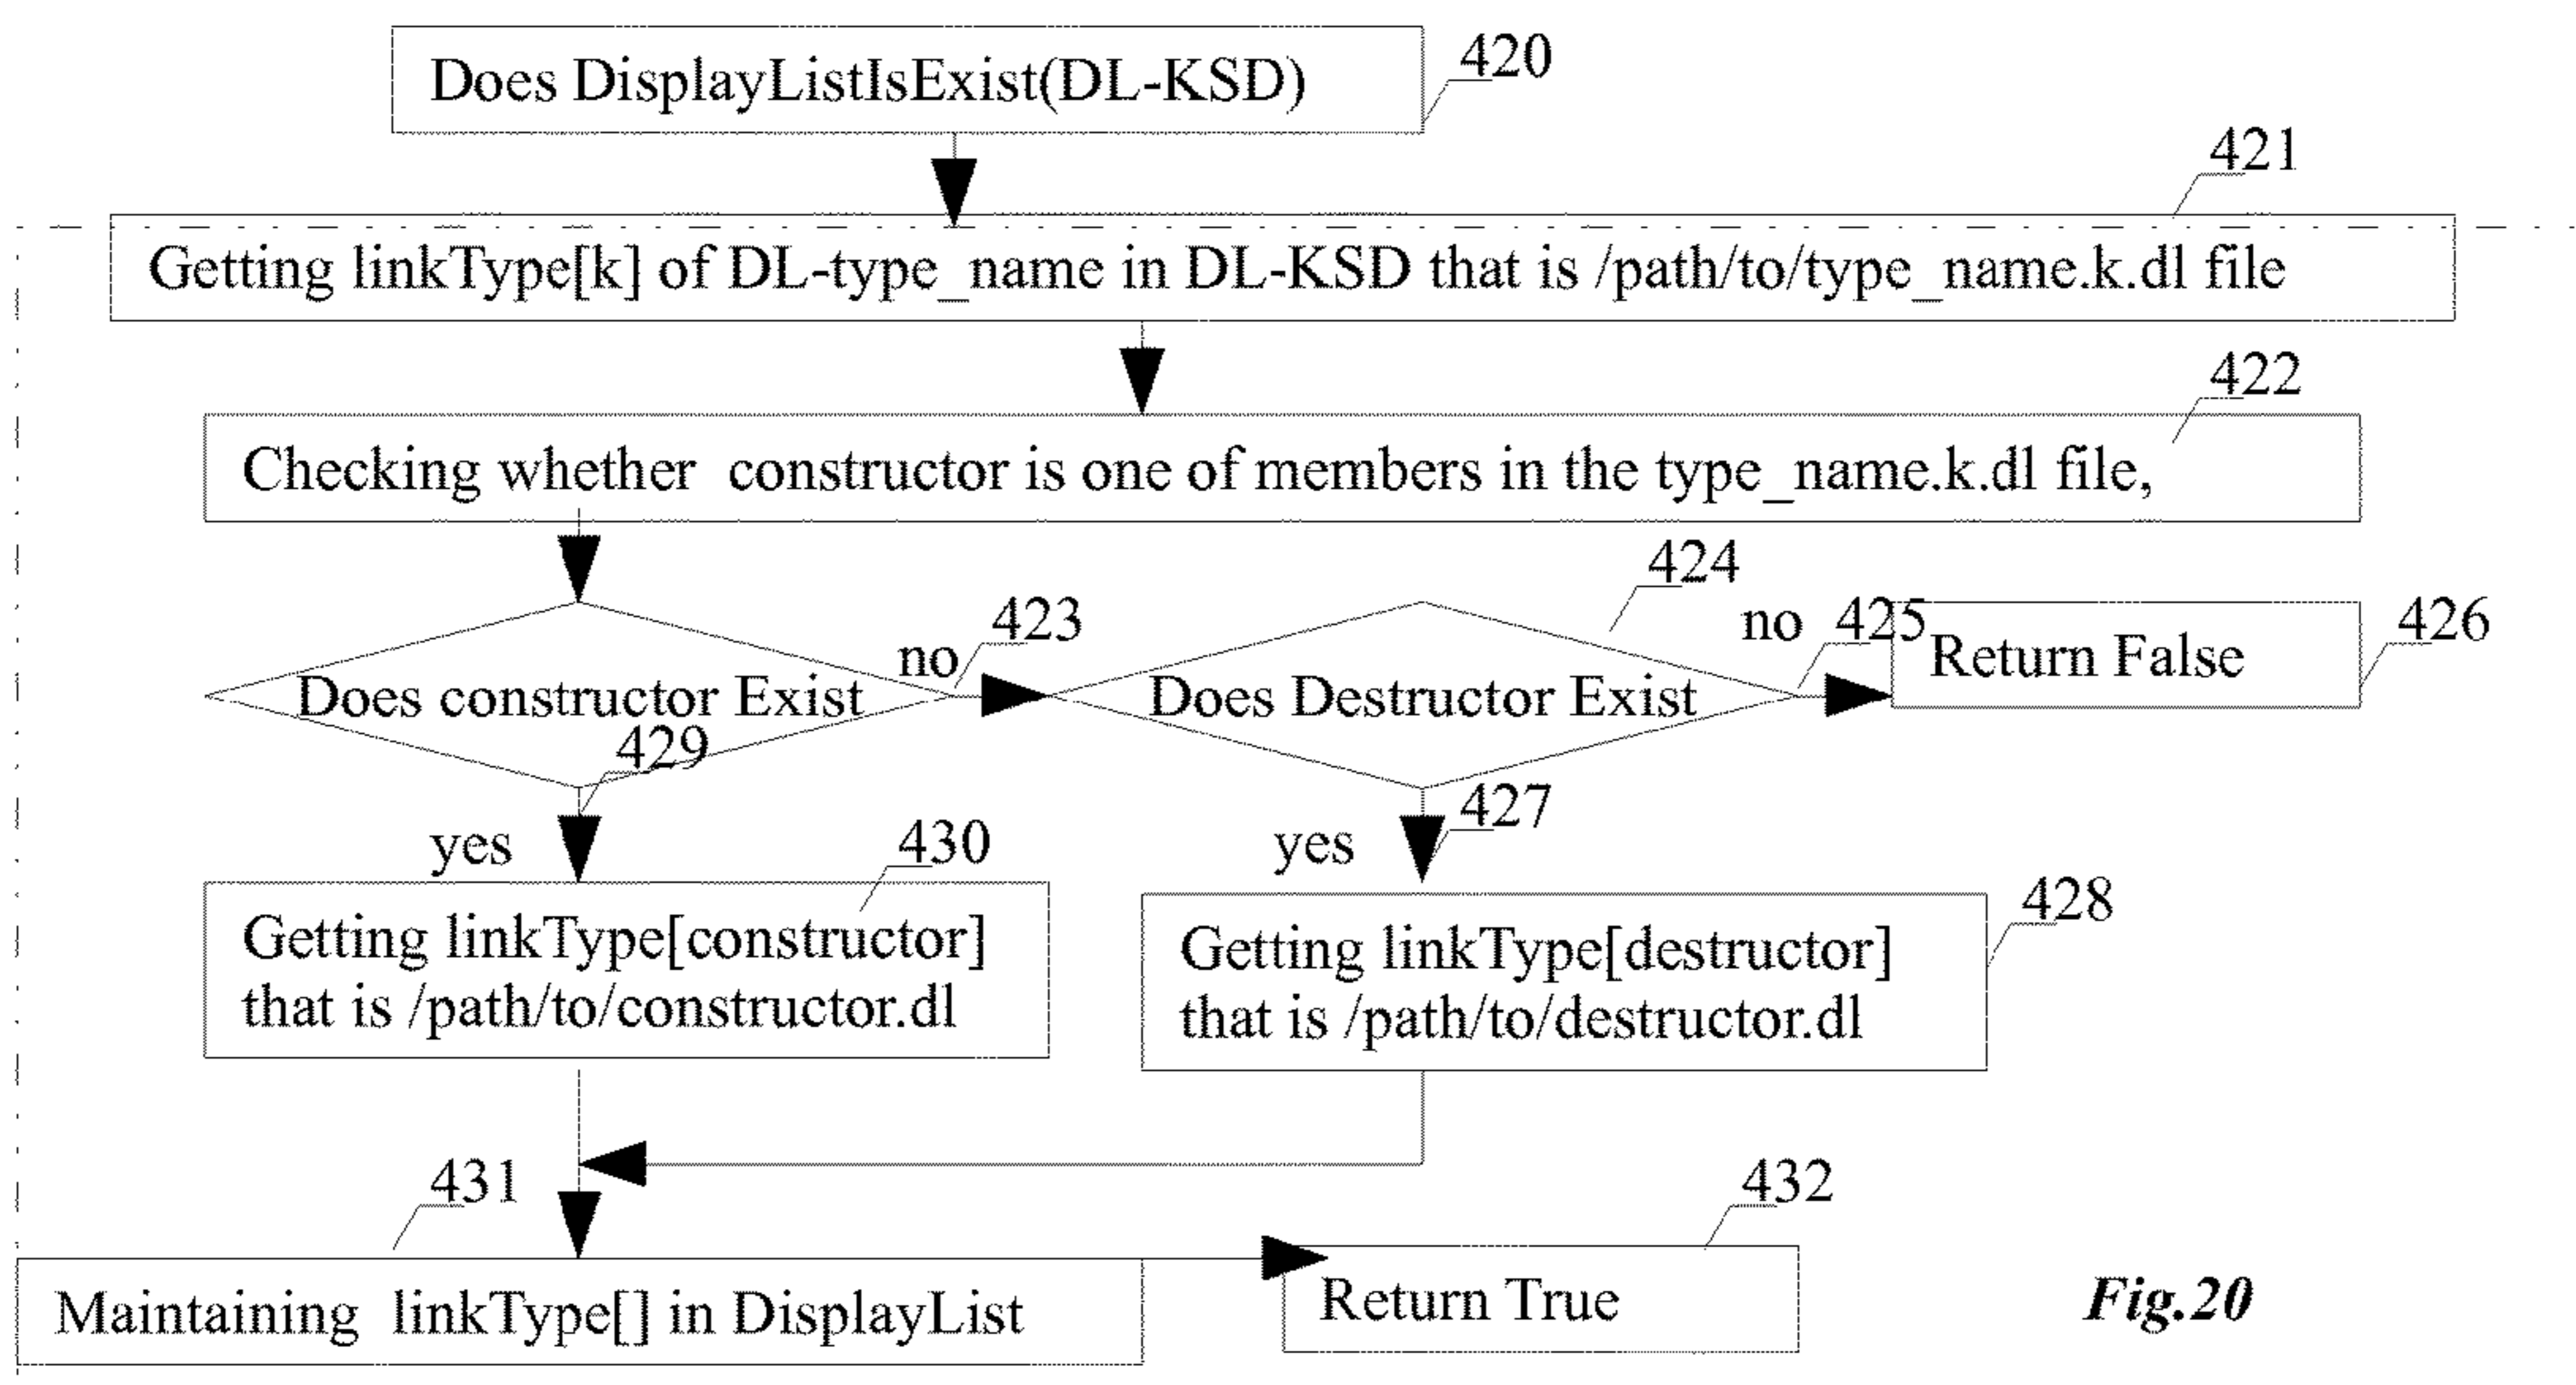 Does DisplayListIsExist(DL-KSD)
420
421
Getting linkType[k] of DL-type_name in DL-KSD that is /path/to/type_name.k.dl file
422
Checking whether constructor is one of members in the type_name.k.dl file,
424
423
no
no
425
426
Return False
Does constructor Exist
Does Destructor Exist
429
427
yes
yes
430
428
Getting linkType[constructor]
that is /path/to/constructor.dl
Getting linkType[destructor]
that is /path/to/destructor.dl
431
432
Maintaining linkType[] in DisplayList
Return True
Fig.20